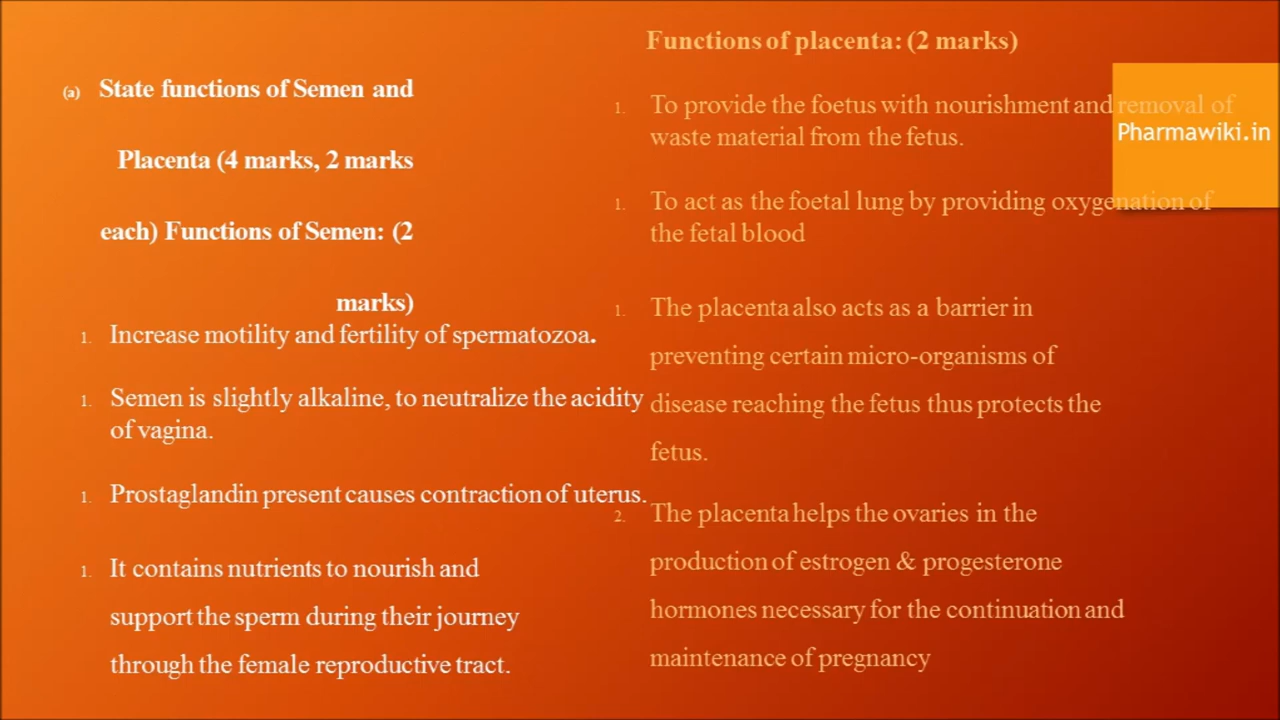 (a) State functions of Semen and
Placenta (4 marks, 2 marks
each) Functions of Semen: (2
marks)
1. Increase motility and fertility of spermatozoa.
1. Semen is slightly alkaline, to neutralize the acidity
of vagina.
1. Prostaglandin present causes contraction of uterus.
1. It contains nutrients to nourish and
support the sperm during their journey
through the female reproductive tract.
Functions of placenta: (2 marks)
1. To provide the foetus with nourishment and removal of
waste material from the fetus.
1. To act as the foetal lung by providing oxygenation of
the fetal blood
1. The placenta also acts as a barrier in
preventing certain micro-organisms of
disease reaching the fetus thus protects the
fetus.
2. The placenta helps the ovaries in the
production of estrogen & progesterone
hormones necessary for the continuation and
maintenance of pregnancy
Pharmawiki.in